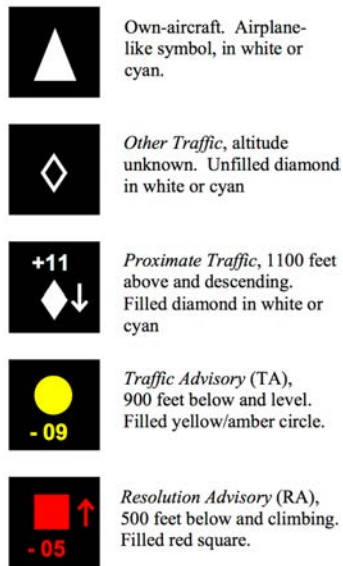 Own-aircraft. Airplane-
like symbol, in white or
cyan.
Other Traffic, altitude
unknown. Unfilled diamond
in white or cyan
+11
Proximate Traffic, 1100 feet
above and descending.
Filled diamond in white or
cyan
Traffic Advisory (TA),
900 feet below and level.
Filled yellow/amber circle.
- 09
Resolution Advisory (RA),
500 feet below and climbing.
Filled red square.
- 05